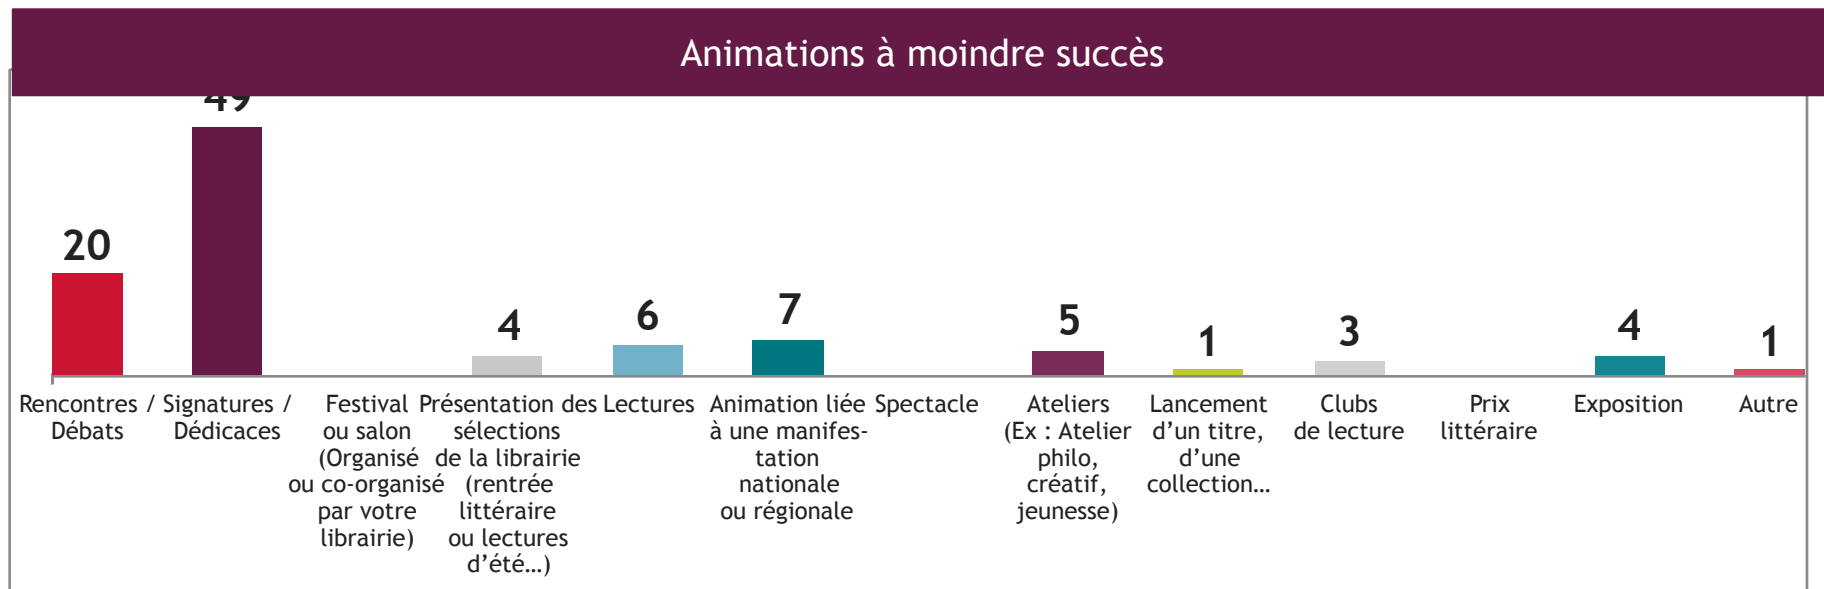 Animations à moindre succès
49
20
4
6
7
5
1
3
4
1
Rencontres /
Débats
Signatures /
Dédicaces
Festival
ou salon
(Organisé
ou co-organisé
par votre
librairie)
Présentation des
sélections
de la librairie
(rentrée
littéraire
ou lectures
d’été…)
Lectures
Animation liée
à une manifes-
tation
nationale
ou régionale
Spectacle
Ateliers
(Ex : Atelier
philo,
créatif,
jeunesse)
Lancement
d’un titre,
d’une
collection…
Clubs
de lecture
Prix
littéraire
Exposition
Autre